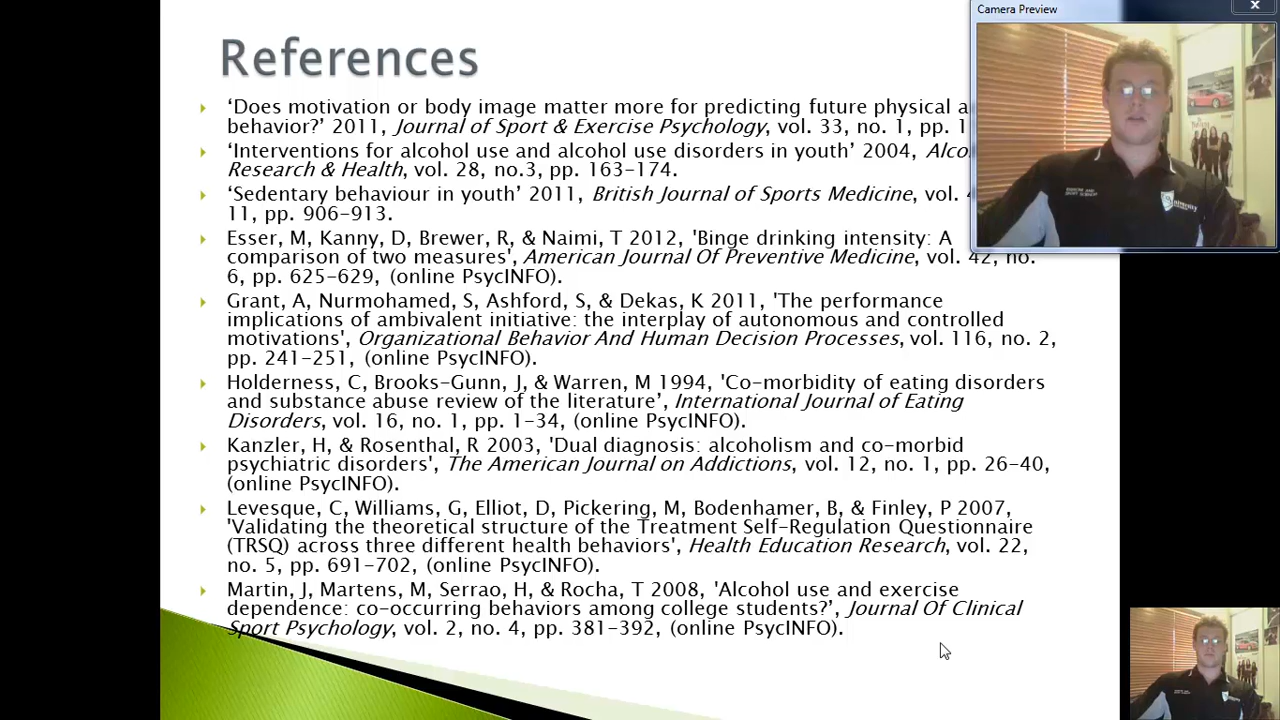 Camera Preview
References
‘Does motivation or body image matter more for predicting future physical
behavior?’ 2011, Journal of Sport & Exercise Psychology, vol. 33, no. 1, pp.
‘Interventions for alcohol use and alcohol use disorders in youth’ 2004,
Research & Health, vol. 28, no.3, pp. 163-174.
‘Sedentary behaviour in youth’ 2011, British Journal of Sports Medicine, vol.
11, pp. 906-913.
Esser, M, Kanny, D, Brewer, R, & Naimi, T 2012, 'Binge drinking intensity: A
comparison of two measures', American Journal Of Preventive Medicine, vol. 42, no.
6, pp. 625-629, (online PsycINFO).
Grant, A, Nurmohamed, S, Ashford, S, & Dekas, K 2011, 'The performance
implications of ambivalent initiative: the interplay of autonomous and controlled
motivations', Organizational Behavior And Human Decision Processes, vol. 116, no. 2,
pp. 241-251, (online PsycINFO).
Holderness, C, Brooks-Gunn, J, & Warren, M 1994, 'Co-morbidity of eating disorders
and substance abuse review of the literature’, International Journal of Eating
Disorders, vol. 16, no. 1, pp. 1-34, (online PsycINFO).
Kanzler, H, & Rosenthal, R 2003, 'Dual diagnosis: alcoholism and co-morbid
psychiatric disorders', The American Journal on Addictions, vol. 12, no. 1, pp. 26-40,
(online PsycINFO).
Levesque, C, Williams, G, Elliot, D, Pickering, M, Bodenhamer, B, & Finley, P 2007,
'Validating the theoretical structure of the Treatment Self-Regulation Questionnaire
(TRSQ) across three different health behaviors', Health Education Research, vol. 22,
no. 5, pp. 691-702, (online PsycINFO).
Martin, J, Martens, M, Serrao, H, & Rocha, T 2008, 'Alcohol use and exercise
dependence: co-occurring behaviors among college students?’, Journal Of Clinical
Sport Psychology, vol. 2, no. 4, pp. 381-392, (online PsycINFO).